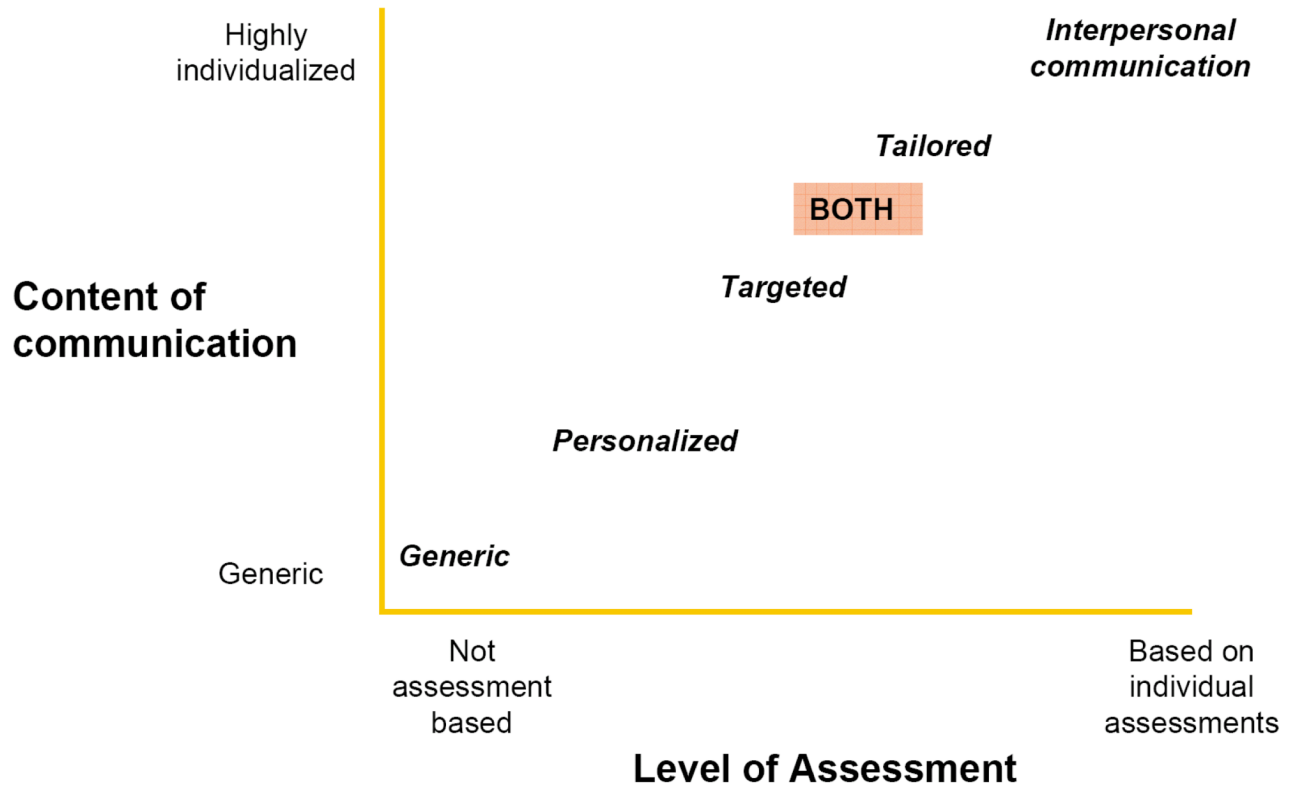 Highly
individualized
Interpersonal
communication
Tailored
BOTH
Targeted
Content of
communication
Personalized
Generic
Generic
Not
assessment
based
Based on
individual
assessments
Level of Assessment